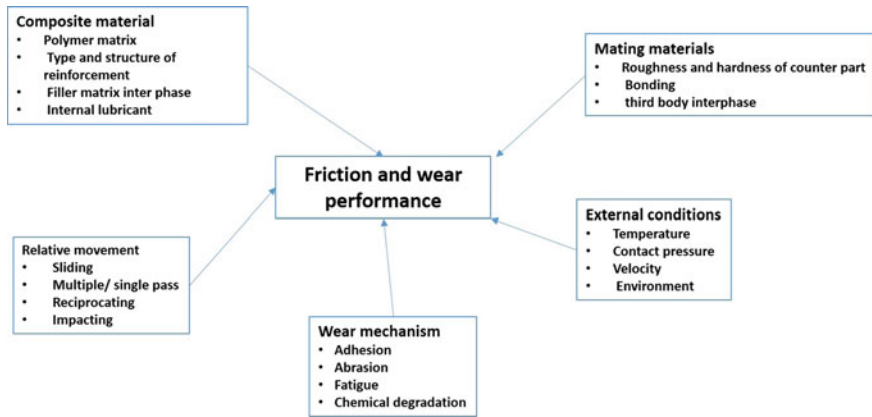 Composite material
• Polymer matrix
• Type and structure of
reinforcement
• Filler matrix inter phase
• Internal lubricant
Mating materials
• Roughness and hardness of counter part
• Bonding
• third body interphase
Friction and wear
performance
External conditions
• Temperature
• Contact pressure
• Velocity
• Environment
Relative movement
• Sliding
• Multiple/ single pass
• Reciprocating
• Impacting
Wear mechanism
• Adhesion
• Abrasion
• Fatigue
• Chemical degradation